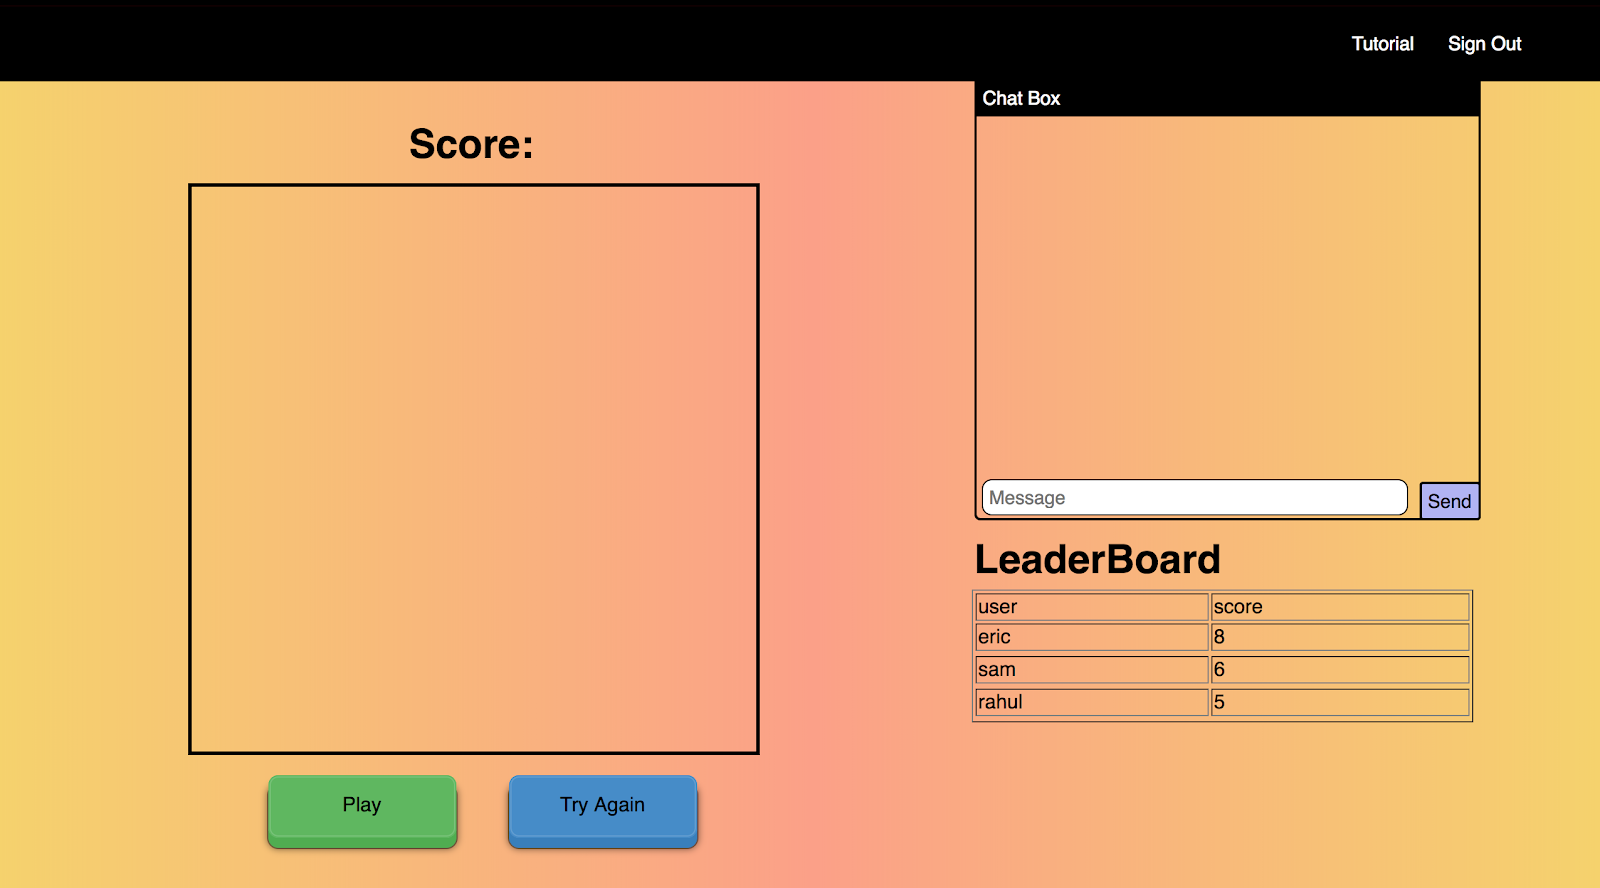 Tutorial Sign Out
Chat Box
Score:
Message
Send
LeaderBoard
user score
eric 8
sam 6
rahul 5
Play
Try Again